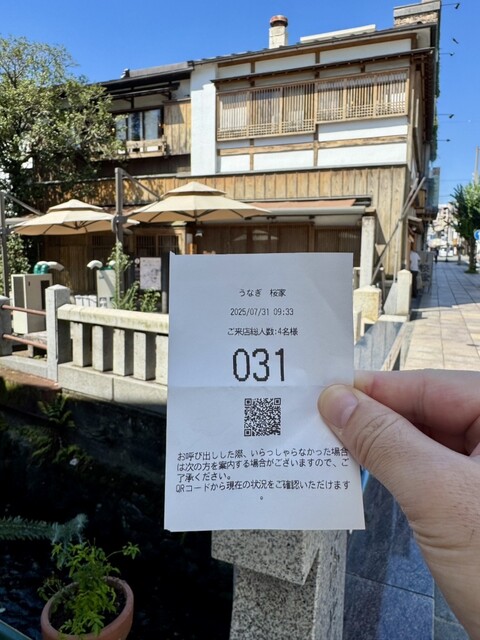 うなぎ 桜家
2025/07/31 09:33
ご来店総人数:4名様
031
お呼び出しした際、いらっしゃらなかった場合
は次の方を案内する場合がございますので、ご
了承ください。
QRコードから現在の状況をご確認いただけます
。